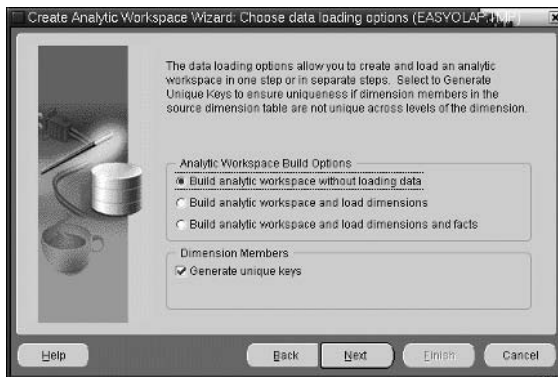 Create Analytic Workspace Wizard: Choose data loading options (EASYOLAP.TMP)
The data loading options allow you to create and load an analytic
workspace in one step or in separate steps. Select to Generate
Unique Keys to ensure uniqueness if dimension members in the
source dimension table are not unique across levels of the dimension.
Analytic Workspace Build Options
Build analytic workspace without loading data
Build analytic workspace and load dimensions
Build analytic workspace and load dimensions and facts
Dimension Members
Generate unique keys
Help Back Next Finish Cancel